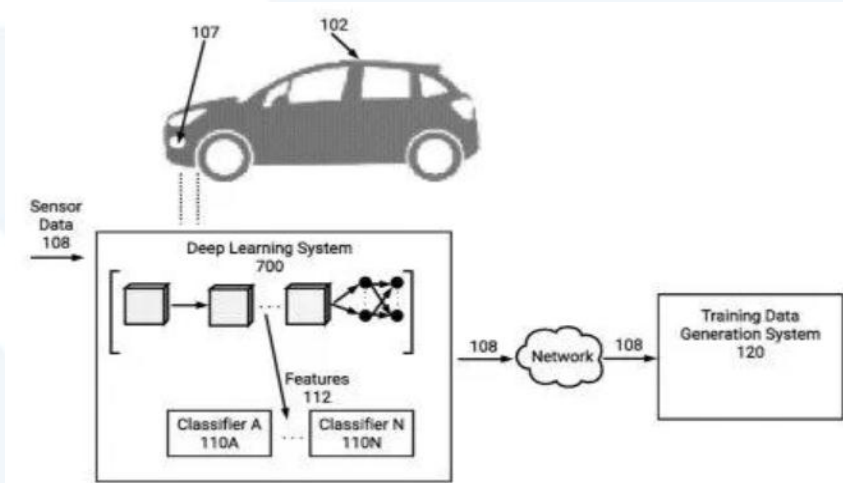 107
102
Sensor
Data
108
Deep Learning System
700
Features
112
Classifier A
110A
Classifier N
110N
108
Network
108
Training Data
Generation System
120